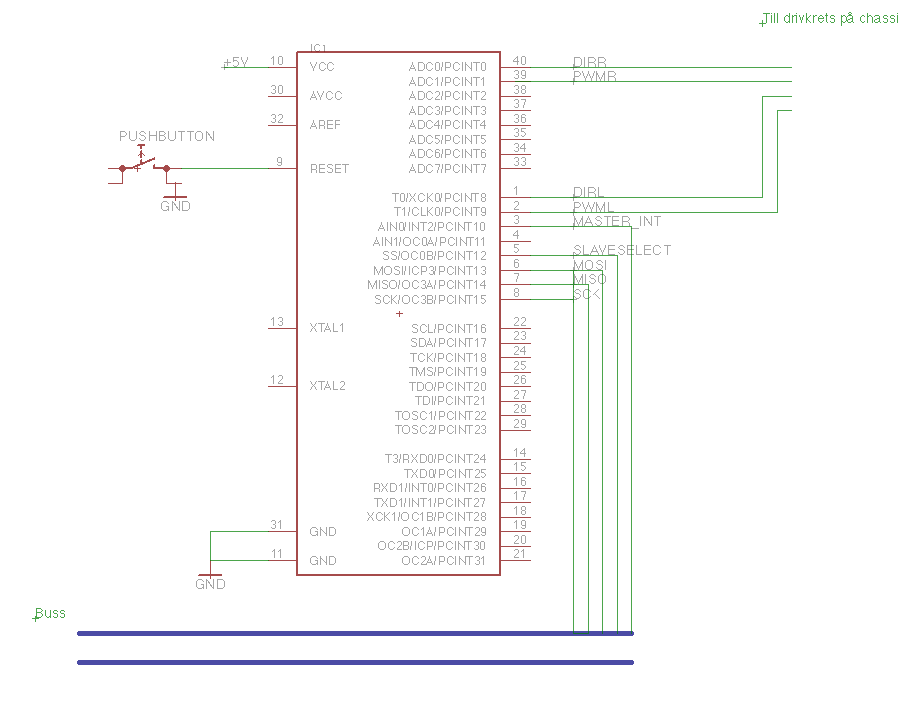 Till drivkrets på chassi
IC1
+5V 10 VCC ADC0/PCINT0 40 DIRR
ADC1/PCINT1 39 PWMR
30 AVCC ADC2/PCINT2 38
ADC3/PCINT3 37
32 AREF ADC4/PCINT4 36
PUSHBUTTON ADC5/PCINT5 35
ADC6/PCINT6 34
9 RESET ADC7/PCINT7 33
T0/XCK0/PCINT8 1 DIRL
GND T1/CLK0/PCINT9 2 PWML
AIN0/INT2/PCINT10 3 MASTER_INT
AIN1/OC0A/PCINT11 4
SS/OC0B/PCINT12 5 SLAVESELECT
MOSI/ICP3/PCINT13 6 MOSI
MISO/OC3A/PCINT14 7 MISO
SCK/OC3B/PCINT15 8 SCK
13 XTAL1 SCL/PCINT16 22
SDA/PCINT17 23
TCK/PCINT18 24
TMS/PCINT19 25
12 XTAL2 TDO/PCINT20 26
TDI/PCINT21 27
TOSC1/PCINT22 28
TOSC2/PCINT23 29
T3/RXD0/PCINT24 14
TXD0/PCINT25 15
RXD1/INT0/PCINT26 16
TXD1/INT1/PCINT27 17
XCK1/OC1B/PCINT28 18
31 GND OC1A/PCINT29 19
OC2B/ICP/PCINT30 20
11 GND OC2A/PCINT31 21
GND
Buss